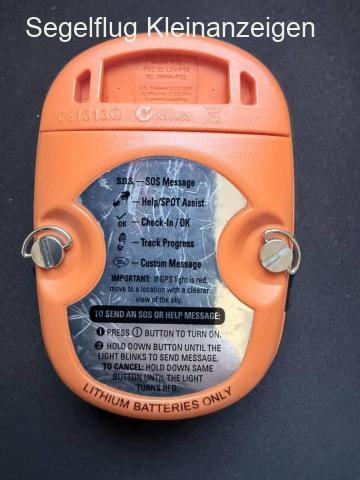 Segelflug Kleinanzeigen
S.O.S. — SOS Message
— Help/SPOT Assist
OK — Check-In / OK
— Track Progress
— Custom Message
IMPORTANT: If GPS light is red,
move to a location with a clearer
view of the sky.
TO SEND AN SOS OR HELP MESSAGE:
1 PRESS BUTTON TO TURN ON.
2 HOLD DOWN BUTTON UNTIL THE
LIGHT BLINKS TO SEND MESSAGE.
TO CANCEL: HOLD DOWN SAME
BUTTON UNTIL THE LIGHT
TURNS RED.
LITHIUM BATTERIES ONLY